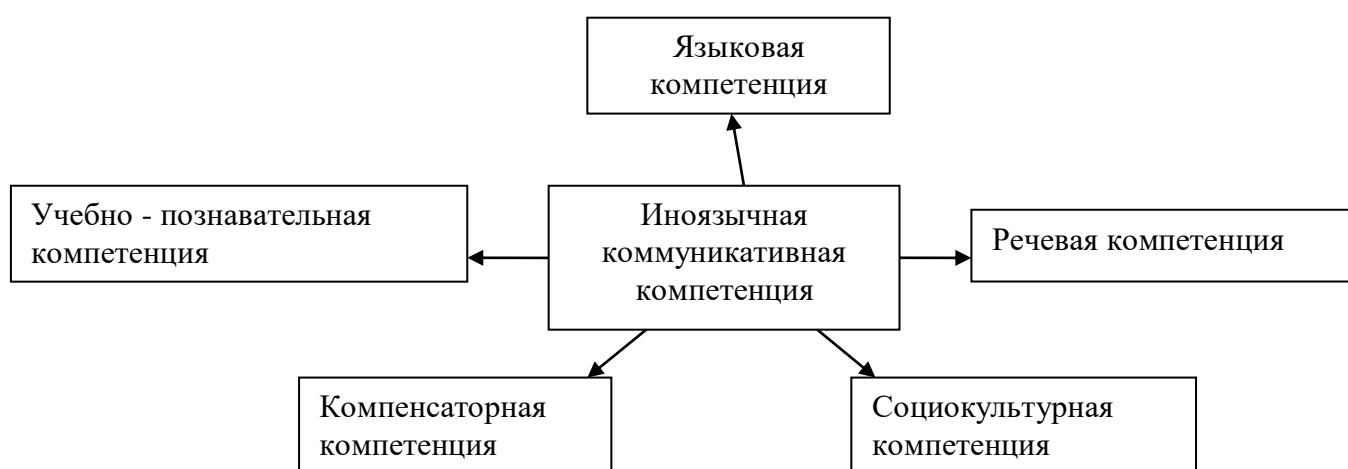 Языковая
компетенция
Учебно - познавательная
компетенция
Иноязычная
коммуникативная
компетенция
Речевая компетенция
Компенсаторная
компетенция
Социокультурная
компетенция